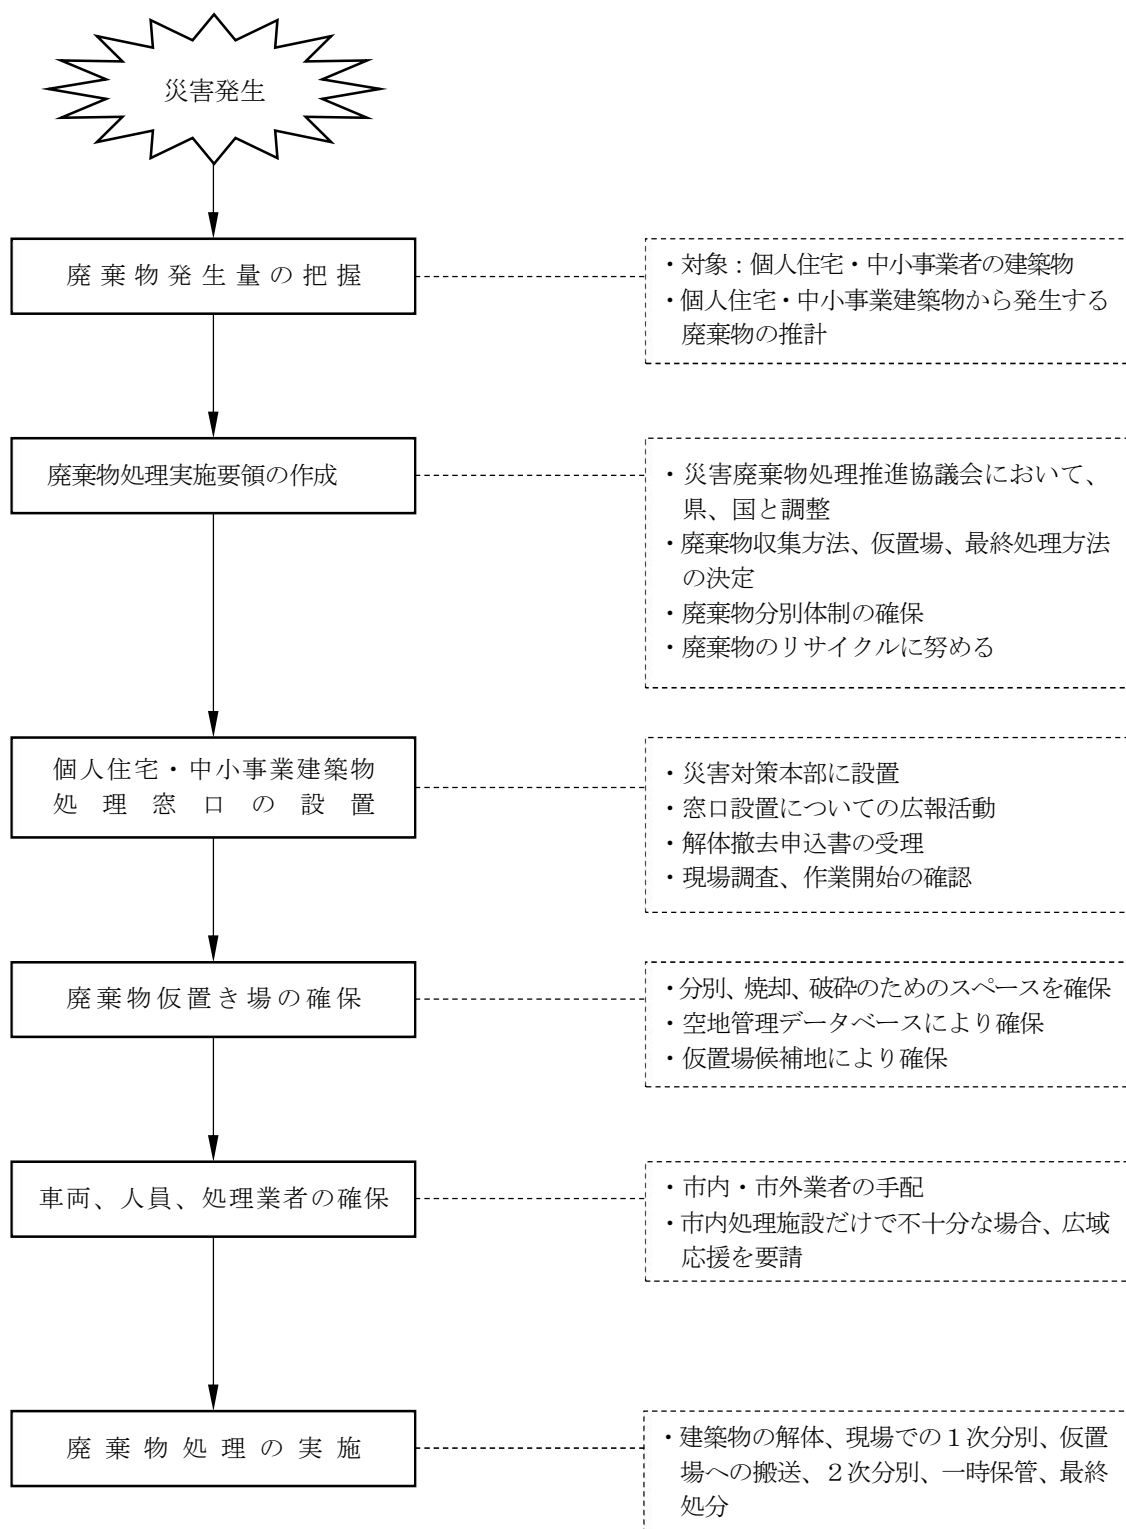 災害発生
廃棄物発生量の把握
・対象：個人住宅・中小事業者の建築物
・個人住宅・中小事業建築物から発生する
廃棄物の推計
廃棄物処理実施要領の作成
・災害廃棄物処理推進協議会において、
県、国と調整
・廃棄物収集方法、仮置場、最終処理方法
の決定
・廃棄物分別体制の確保
・廃棄物のリサイクルに努める
個人住宅・中小事業建築物
処理窓口の設置
・災害対策本部に設置
・窓口設置についての広報活動
・解体撤去申込書の受理
・現場調査、作業開始の確認
廃棄物仮置き場の確保
・分別、焼却、破砕のためのスペースを確保
・空地管理データベースにより確保
・仮置場候補地により確保
車両、人員、処理業者の確保
・市内・市外業者の手配
・市内処理施設だけで不十分な場合、広域
応援を要請
廃棄物処理の実施
・建築物の解体、現場での１次分別、仮置
場への搬送、２次分別、一時保管、最終
処分